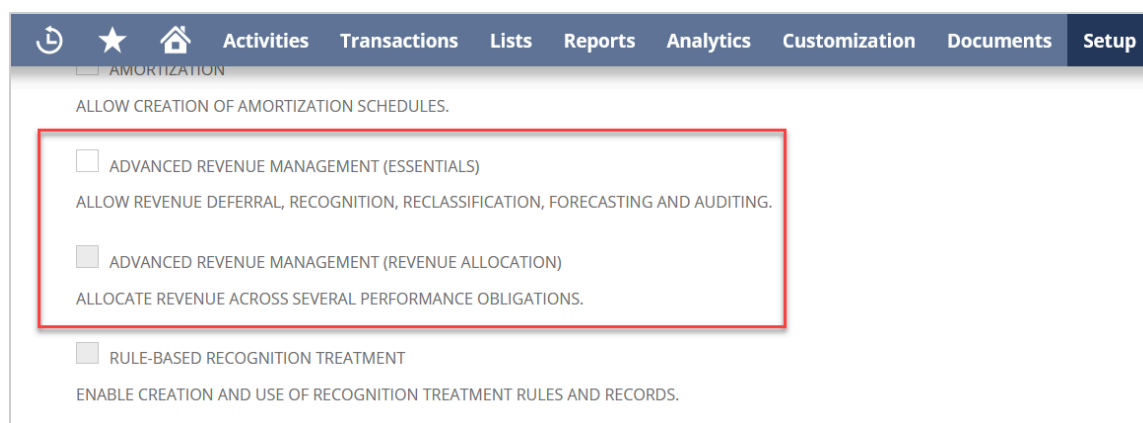 Activities Transactions Lists Reports Analytics Customization Documents Setup
AMORTIZATION
ALLOW CREATION OF AMORTIZATION SCHEDULES.
ADVANCED REVENUE MANAGEMENT (ESSENTIALS)
ALLOW REVENUE DEFERRAL, RECOGNITION, RECLASSIFICATION, FORECASTING AND AUDITING.
ADVANCED REVENUE MANAGEMENT (REVENUE ALLOCATION)
ALLOCATE REVENUE ACROSS SEVERAL PERFORMANCE OBLIGATIONS.
RULE-BASED RECOGNITION TREATMENT
ENABLE CREATION AND USE OF RECOGNITION TREATMENT RULES AND RECORDS.